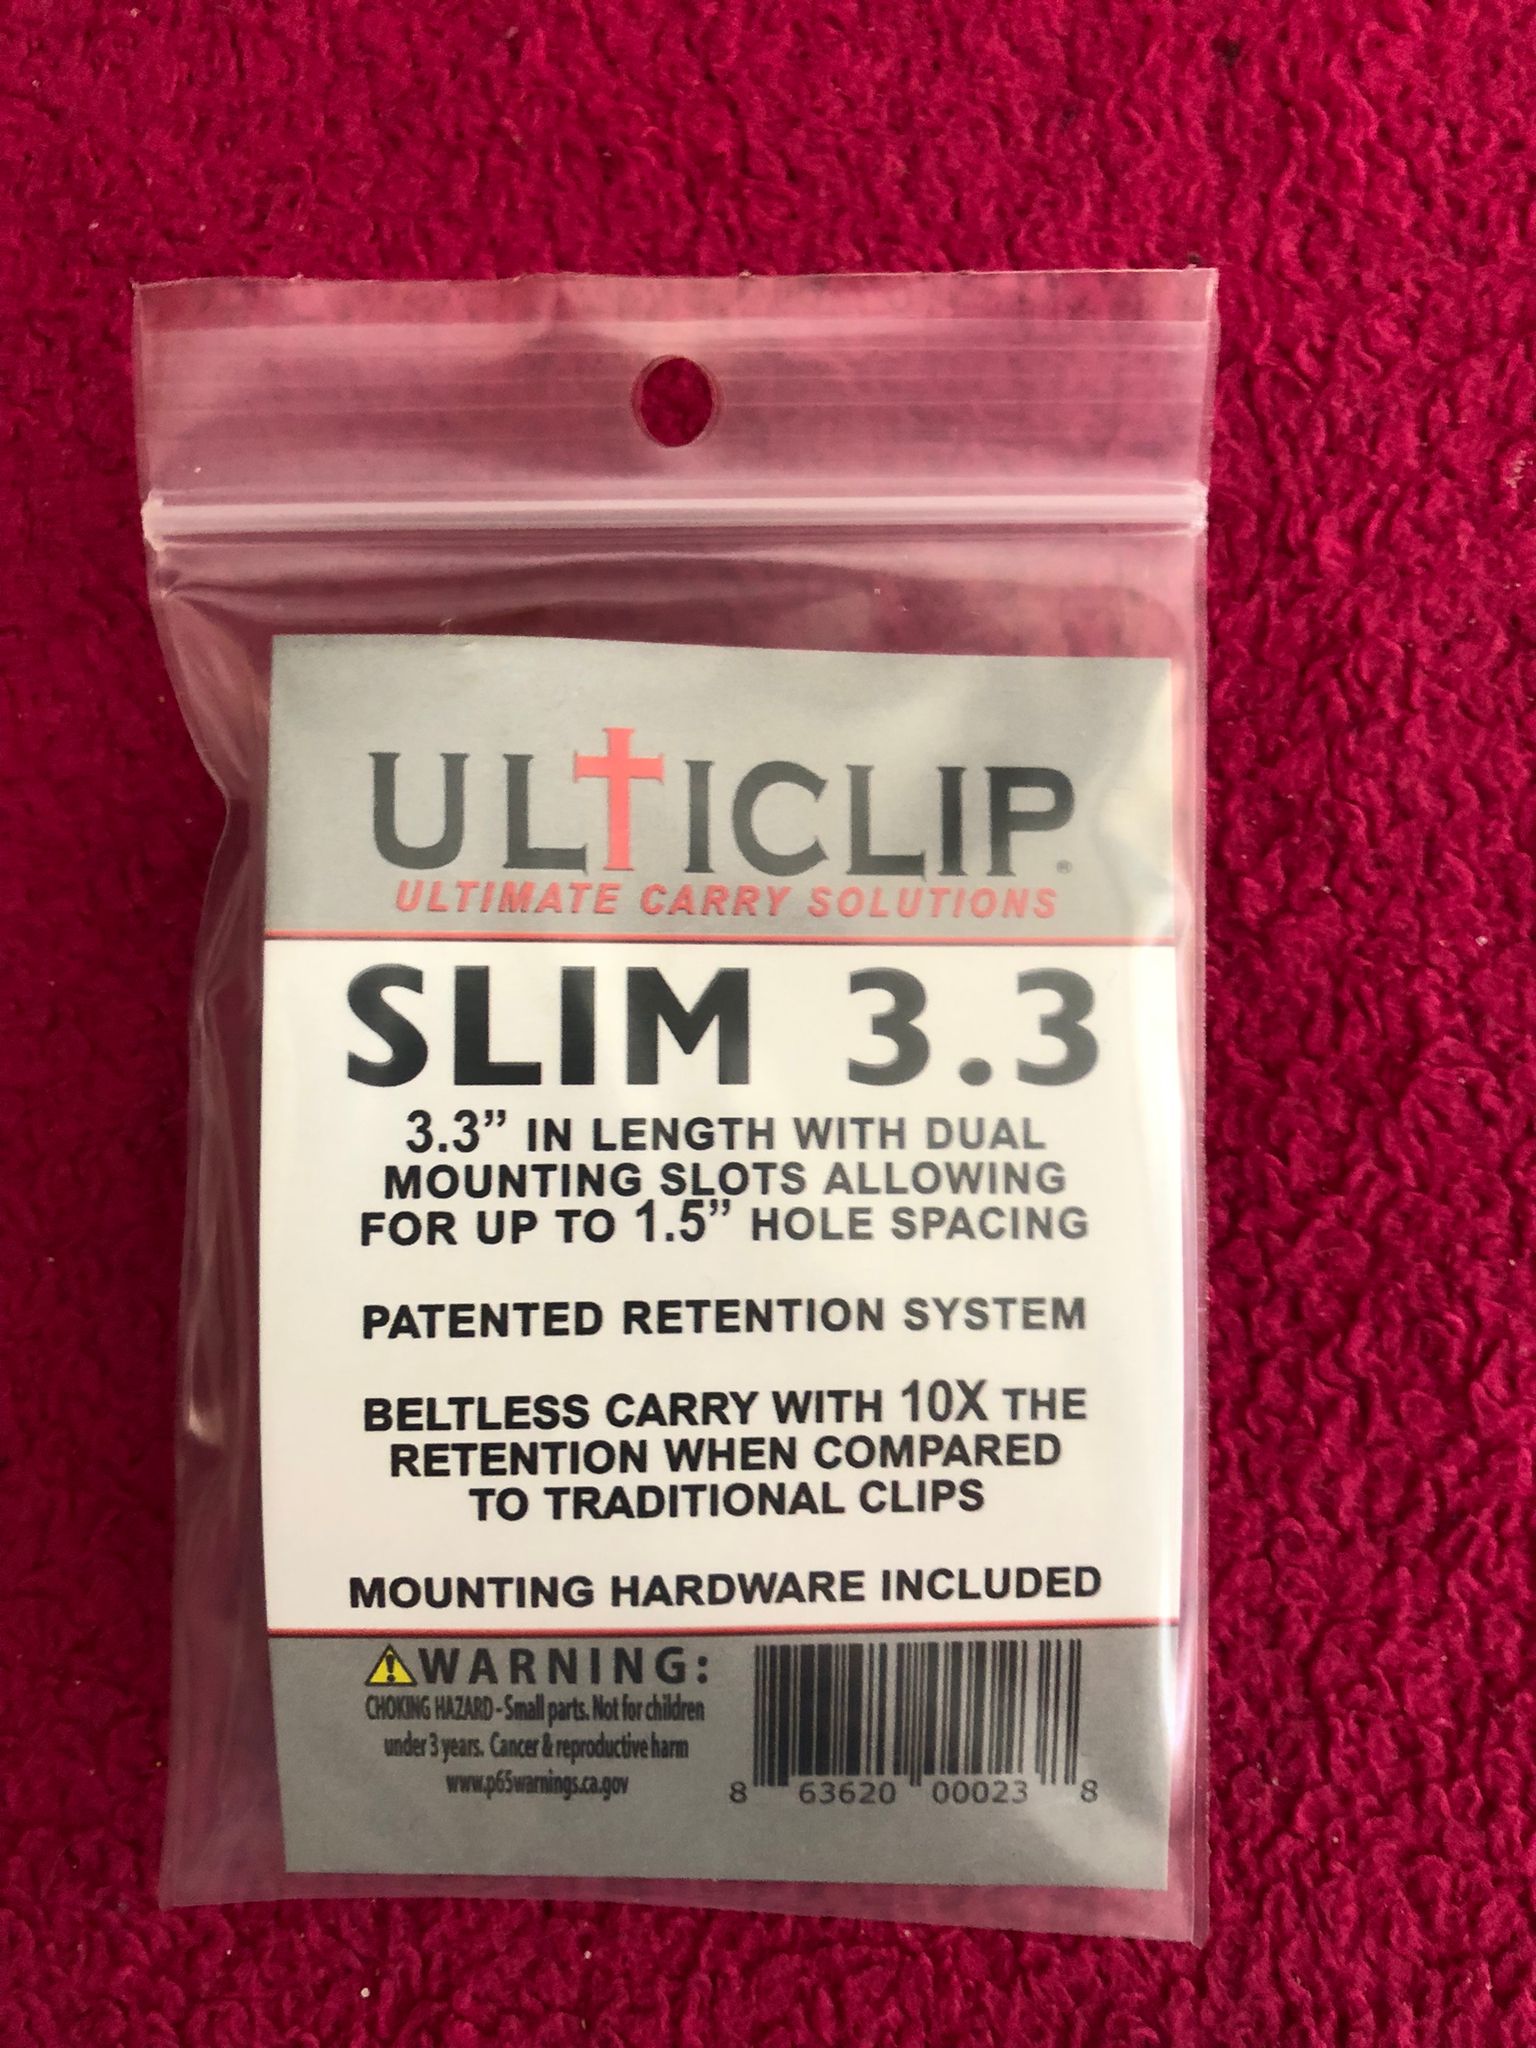 ULTICLIP®
ULTIMATE CARRY SOLUTIONS
SLIM 3.3
3.3” IN LENGTH WITH DUAL
MOUNTING SLOTS ALLOWING
FOR UP TO 1.5” HOLE SPACING
PATENTED RETENTION SYSTEM
BELTLESS CARRY WITH 10X THE
RETENTION WHEN COMPARED
TO TRADITIONAL CLIPS
MOUNTING HARDWARE INCLUDED
WARNING:
CHOKING HAZARD - Small parts. Not for children
under 3 years. Cancer & reproductive harm
www.p65warnings.ca.gov
8 63620 00023 8